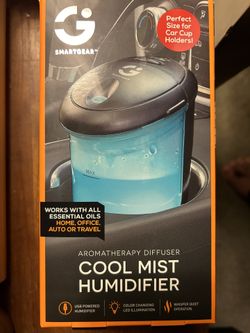 G
SMARTGEAR™
Perfect
Size for
Car Cup
Holders!
G
MAX
WORKS WITH ALL
ESSENTIAL OILS
HOME, OFFICE,
AUTO OR TRAVEL
AROMATHERAPY DIFFUSER
COOL MIST
HUMIDIFIER
USB POWERED
HUMIDIFIER
COLOR CHANGING
LED ILLUMINATION
WHISPER QUIET
OPERATION